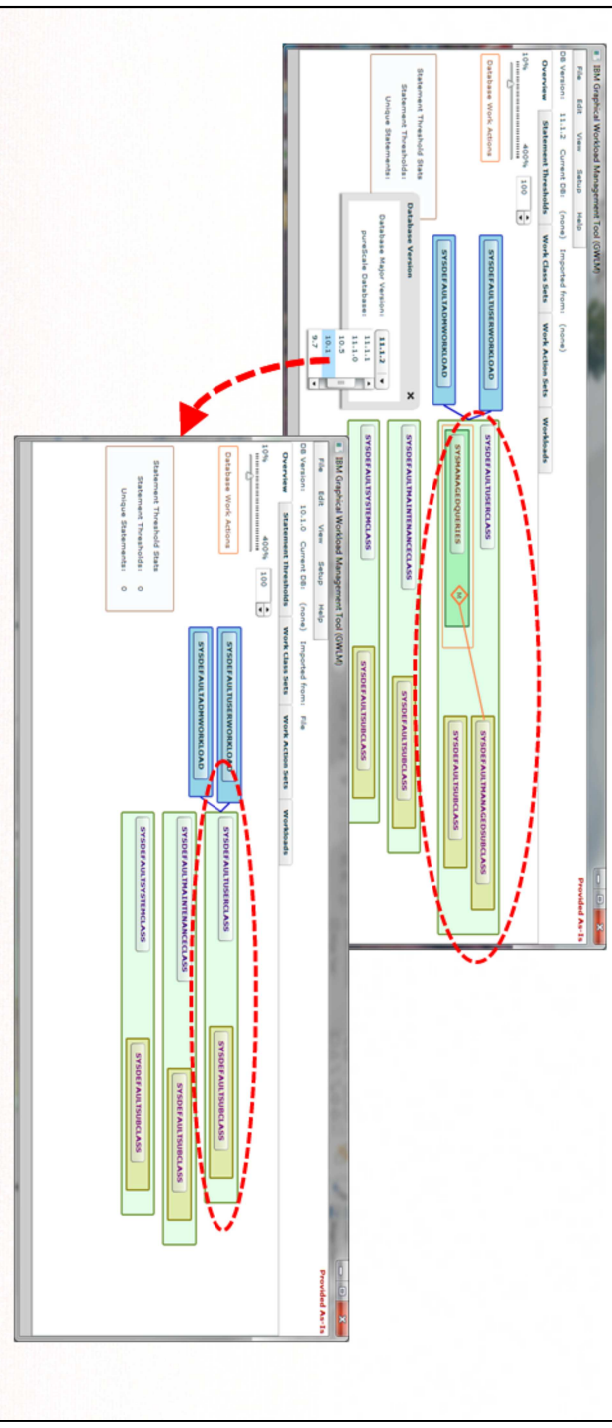 IBM Graphical Workload Management Tool (GWLM)
File Edit View Setup Help
Provided As-Is
DB Version: 11.1.2 Current DB: (none) Imported from: (none)
Overview Statement Thresholds Work Class Sets Work Action Sets Workloads
10% 400% 100
Database Work Actions
SYSDEFAULTUSERWORKLOAD
SYSDEFAULTADMWORKLOAD
SYSDEFAULTUSERCLASS
SYSDEFAULTMANAGEDSUBCLASS
SYSMANAGEDQUERIES
M
SYSDEFAULTSUBCLASS
SYSDEFAULTMAINTENANCECLASS
SYSDEFAULTSUBCLASS
SYSDEFAULTSYSTEMCLASS
SYSDEFAULTSUBCLASS
Statement Threshold Stats
Statement Thresholds:
Unique Statements:
Database Version X
Database Major Version: 11.1.2
pureScale Database:
11.1.1
11.1.0
10.5
10.1
9.7
IBM Graphical Workload Management Tool (GWLM)
File Edit View Setup Help
Provided As-Is
DB Version: 10.1.0 Current DB: (none) Imported from: File
Overview Statement Thresholds Work Class Sets Work Action Sets Workloads
10% 400% 100
Database Work Actions
SYSDEFAULTUSERWORKLOAD
SYSDEFAULTADMWORKLOAD
SYSDEFAULTUSERCLASS
SYSDEFAULTSUBCLASS
SYSDEFAULTMAINTENANCECLASS
SYSDEFAULTSUBCLASS
SYSDEFAULTSYSTEMCLASS
SYSDEFAULTSUBCLASS
Statement Threshold Stats
Statement Thresholds: 0
Unique Statements: 0